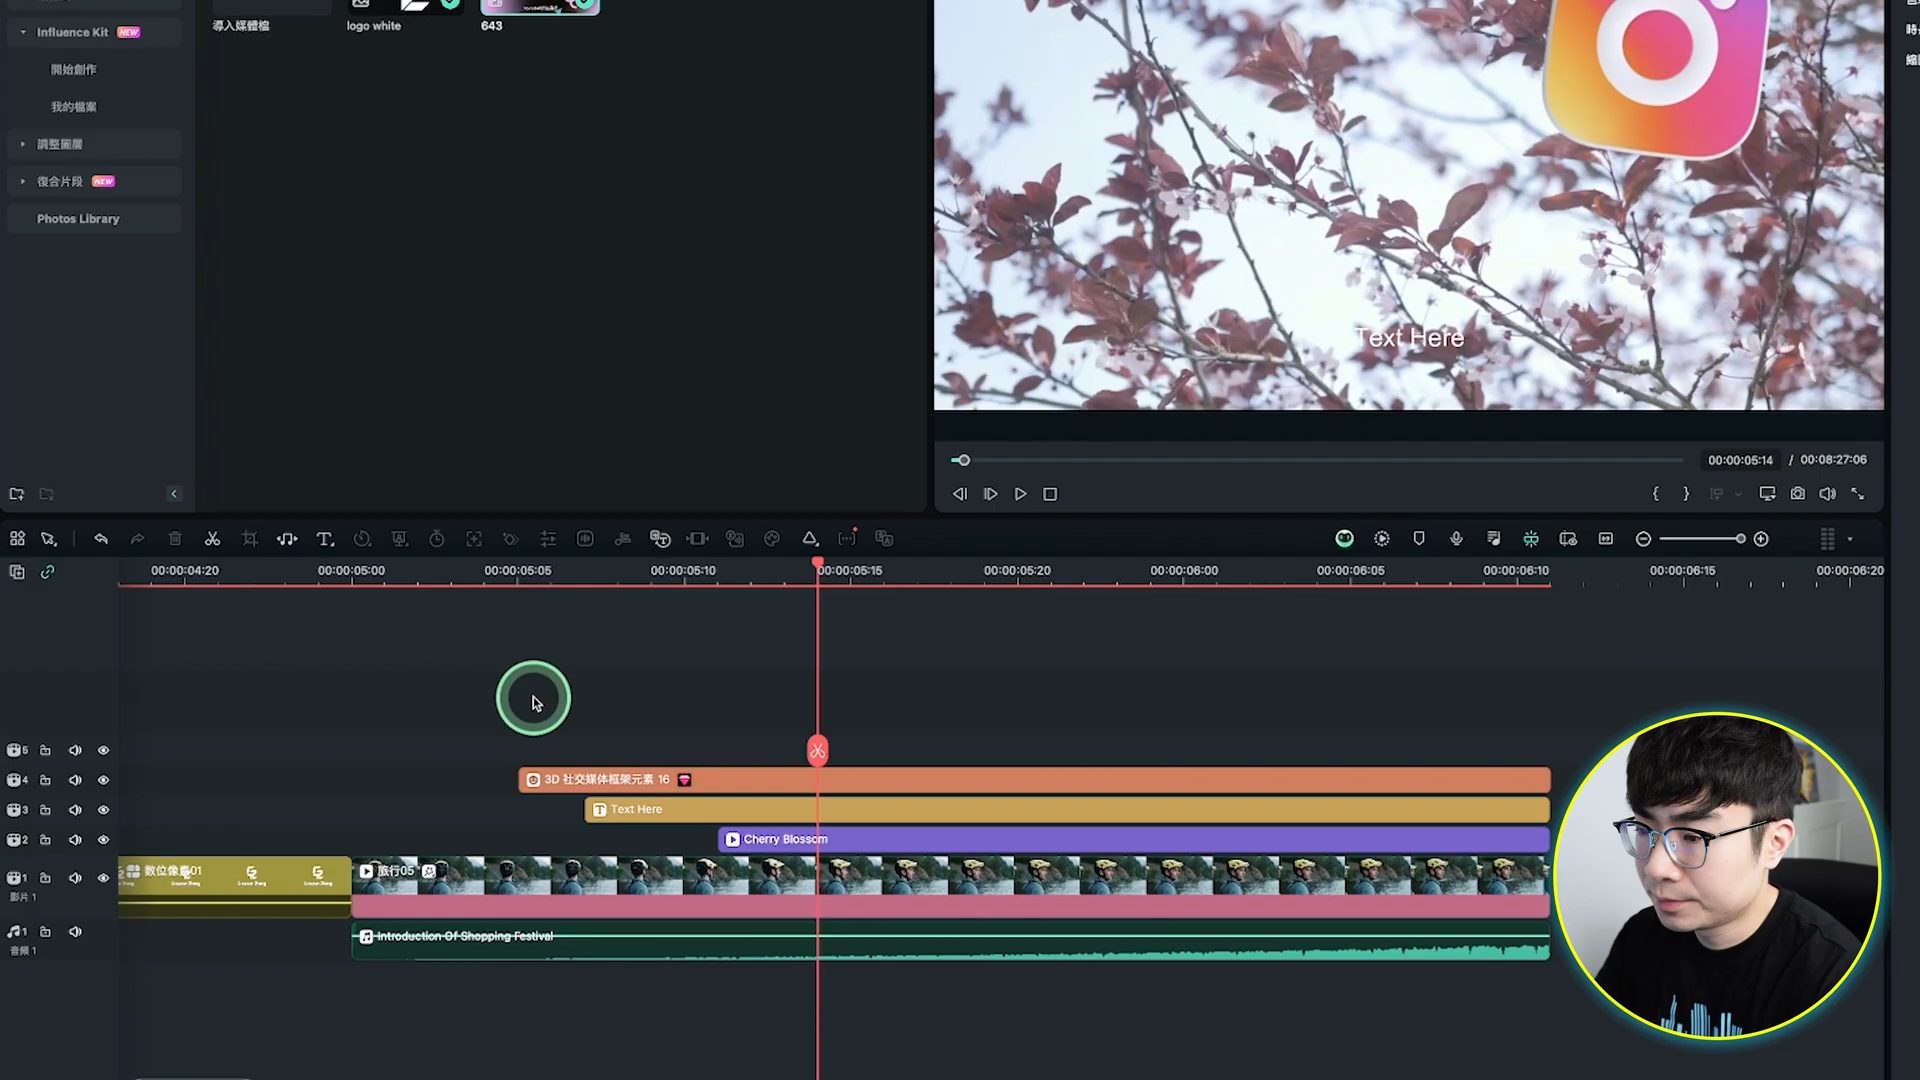 Influence Kit NEW
開始創作
我的檔案
調整圖層
復合片段 NEW
Photos Library
導入媒體檔
logo white
643
Text Here
00:00:05:14 / 00:08:27:06
00:00:04:20
00:00:05:00
00:00:05:05
00:00:05:10
00:00:05:15
00:00:05:20
00:00:06:00
00:00:06:05
00:00:06:10
00:00:06:15
00:00:06:20
5
4
3D 社交媒体框架元素 16
3
Text Here
2
Cherry Blossom
1
影片 1
旅行05
1
音頻 1
Introduction Of Shopping Festival